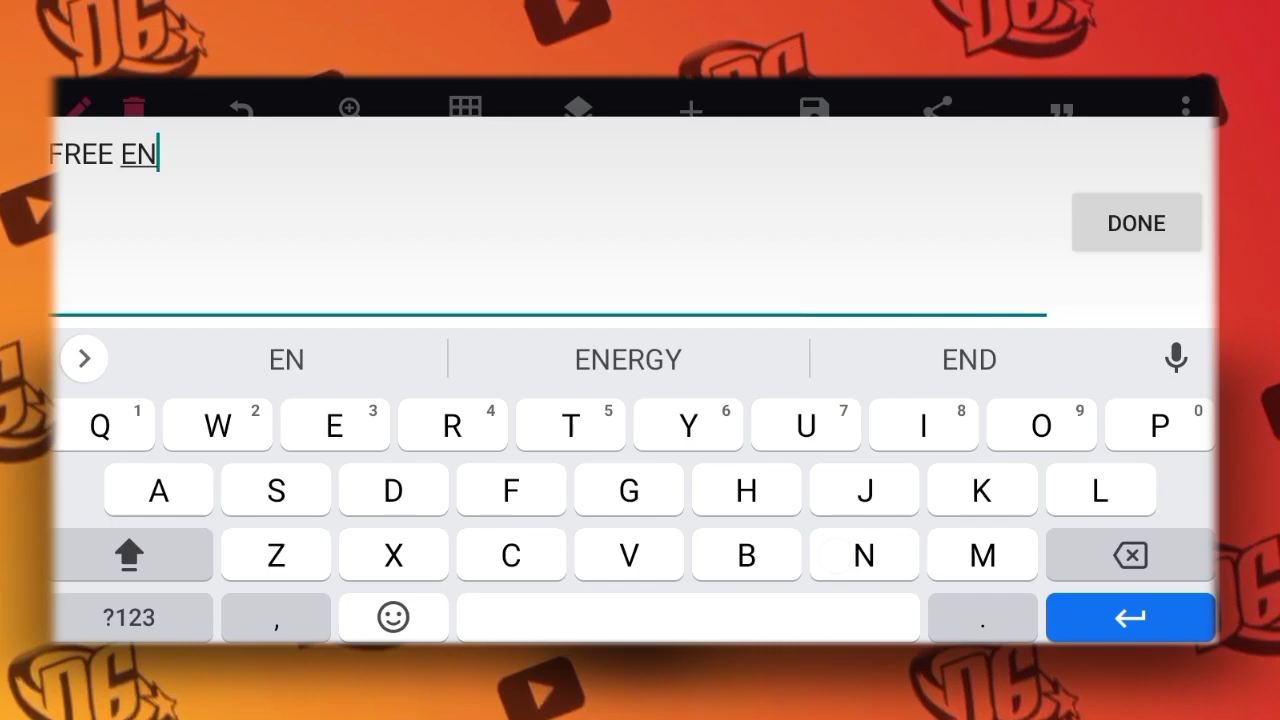 FREE EN
DONE
EN ENERGY END
Q 1 W 2 E 3 R 4 T 5 Y 6 U 7 I 8 O 9 P 0
A S D F G H J K L
Z X C V B N M
?123 , .